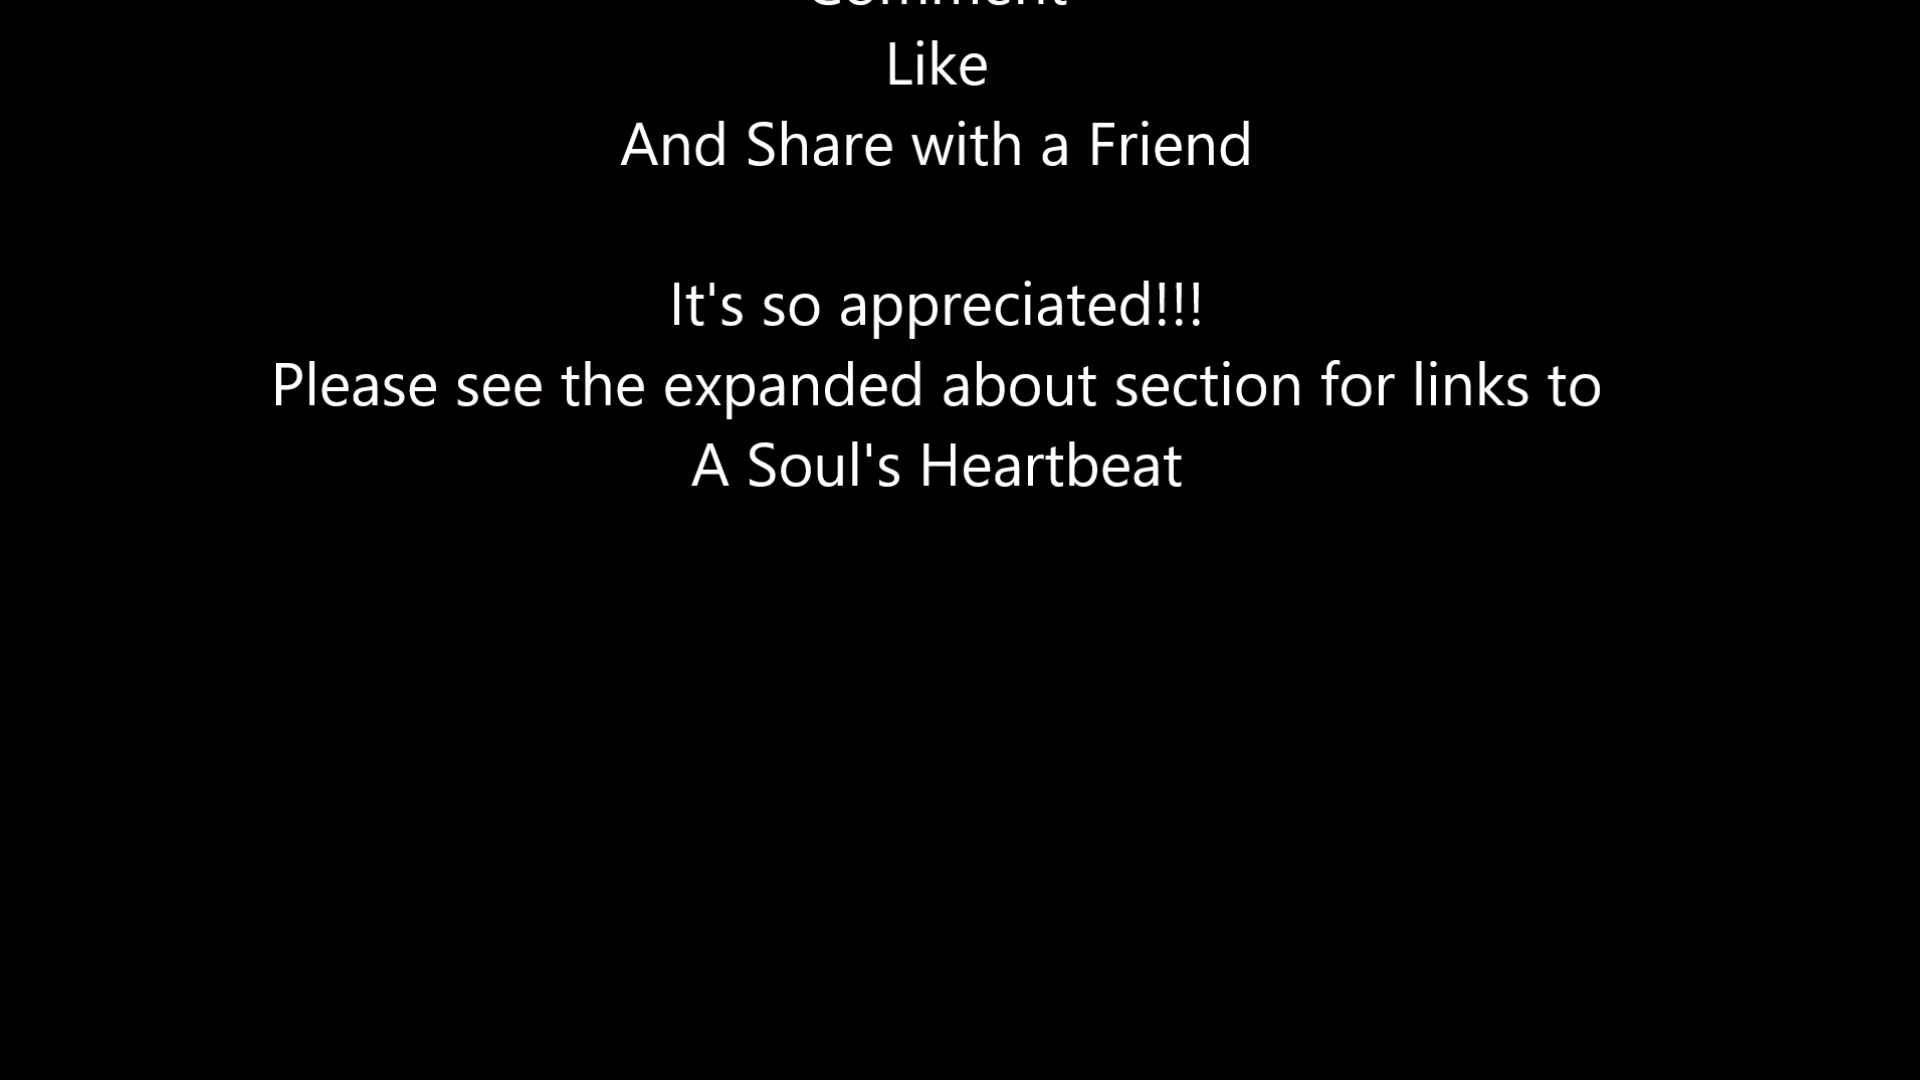 Comment
Like
And Share with a Friend
It's so appreciated!!!
Please see the expanded about section for links to
A Soul's Heartbeat